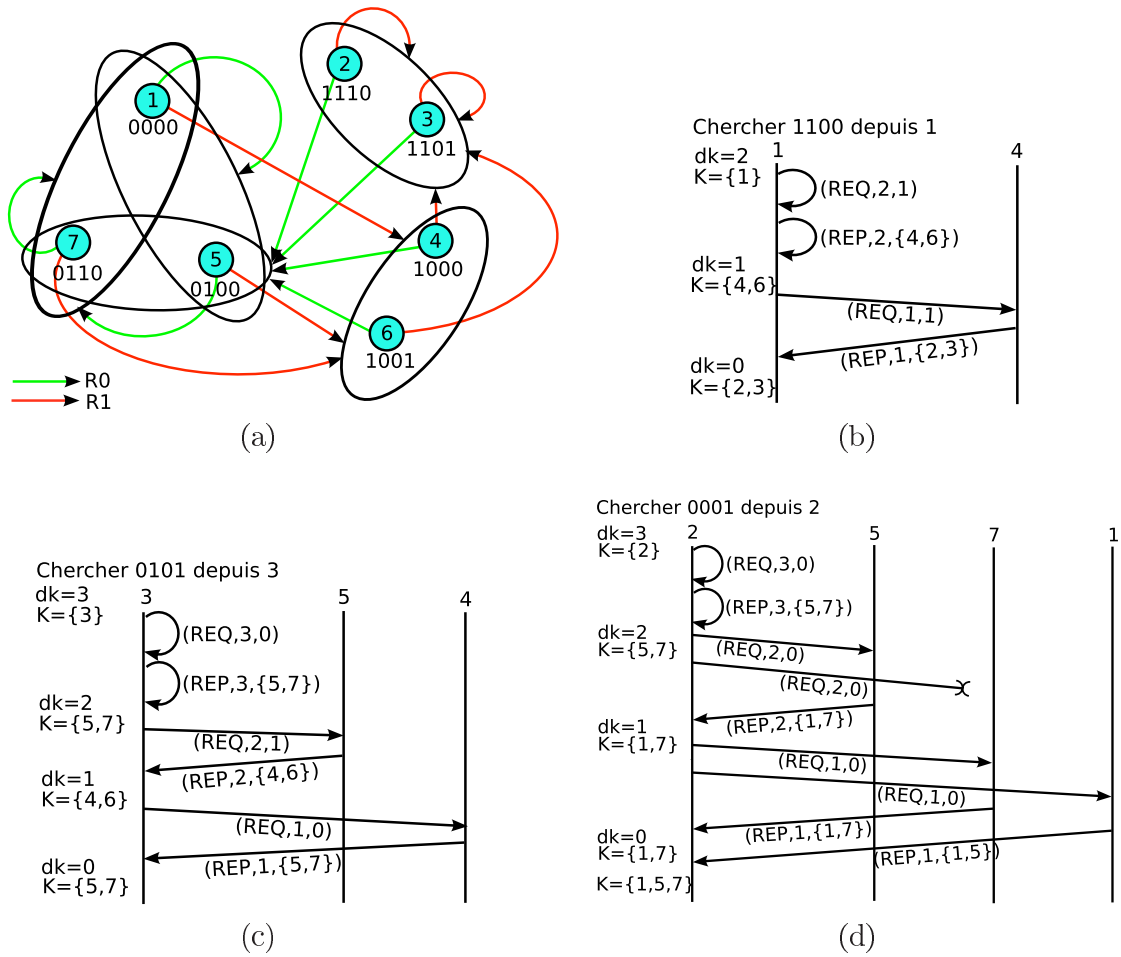 1
0000
2
1110
3
1101
7
0110
5
0100
4
1000
6
1001
R0
R1
(a)
Chercher 1100 depuis 1
1
4
dk=2
K={1}
(REQ,2,1)
(REP,2,{4,6})
dk=1
K={4,6}
(REQ,1,1)
(REP,1,{2,3})
dk=0
K={2,3}
(b)
Chercher 0101 depuis 3
dk=3
K={3}
3
5
4
(REQ,3,0)
(REP,3,{5,7})
dk=2
K={5,7}
(REQ,2,1)
(REP,2,{4,6})
dk=1
K={4,6}
(REQ,1,0)
(REP,1,{5,7})
dk=0
K={5,7}
(c)
Chercher 0001 depuis 2
dk=3
K={2}
2
5
7
1
(REQ,3,0)
(REP,3,{5,7})
dk=2
K={5,7}
(REQ,2,0)
(REQ,2,0)
(REP,2,{1,7})
dk=1
K={1,7}
(REQ,1,0)
(REQ,1,0)
(REP,1,{1,7})
(REP,1,{1,5})
dk=0
K={1,7}
K={1,5,7}
(d)